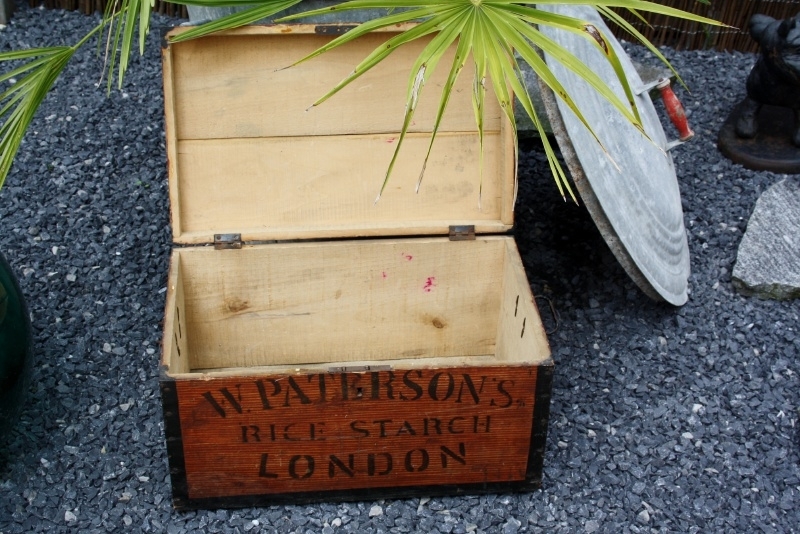 W. PATERSON'S.
RICE STARCH
LONDON